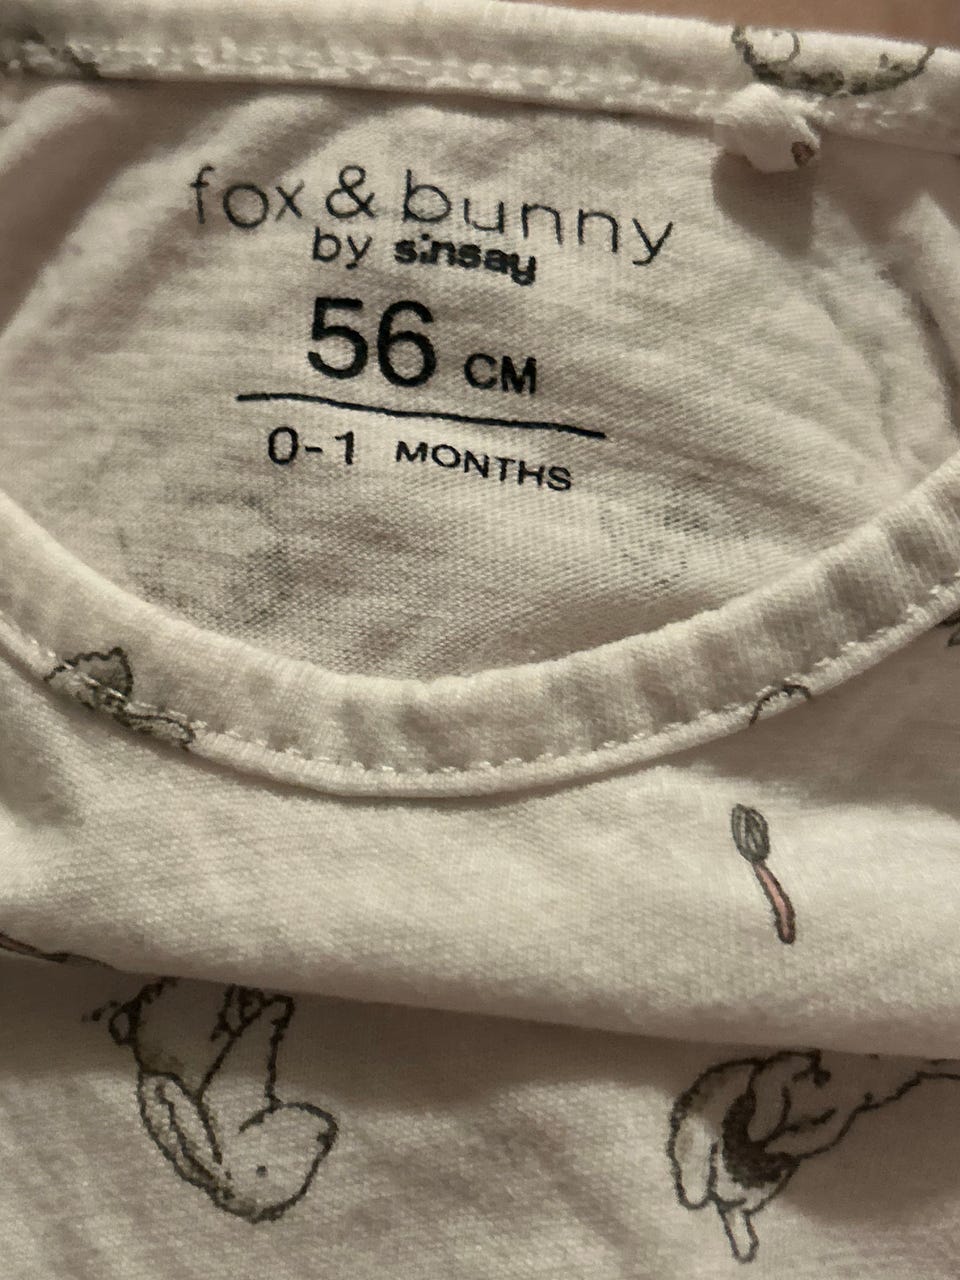 fox & bunny
by sinsay
56 CM
0-1 MONTHS